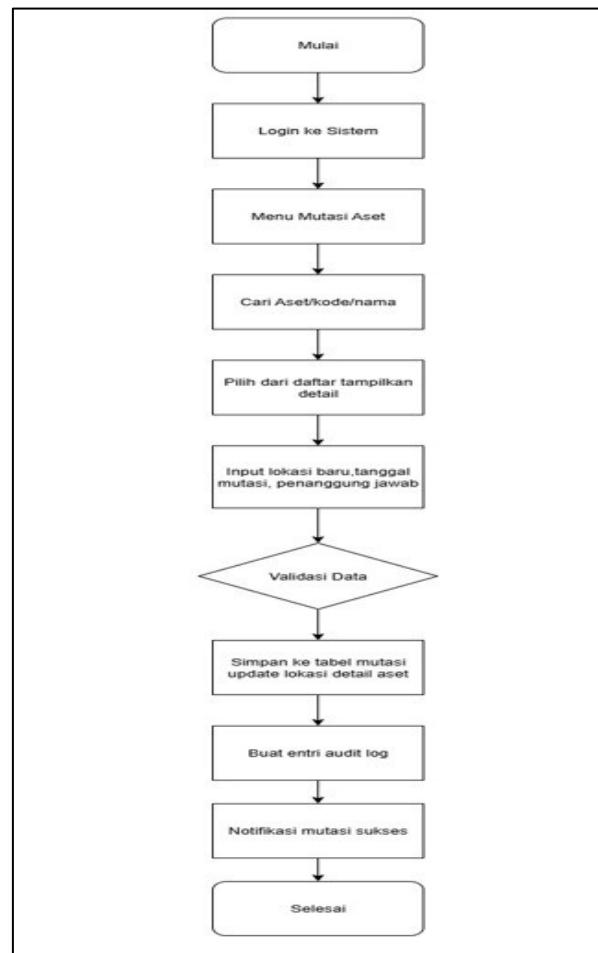 Mulai
Login ke Sistem
Menu Mutasi Aset
Cari Aset/kode/nama
Pilih dari daftar tampilkan
detail
Input lokasi baru,tanggal
mutasi, penanggung jawab
Validasi Data
Simpan ke tabel mutasi
update lokasi detail aset
Buat entri audit log
Notifikasi mutasi sukses
Selesai